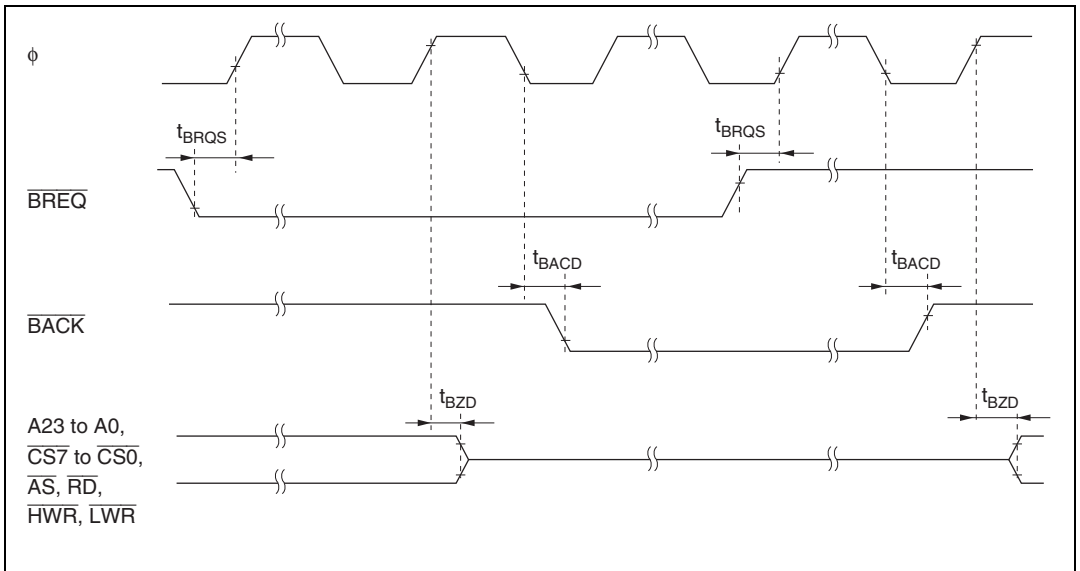 ϕ
tBRQS
tBRQS
BREQ
tBACD
tBACD
BACK
tBZD
tBZD
A23 to A0,
CS7 to CS0,
AS, RD,
HWR, LWR